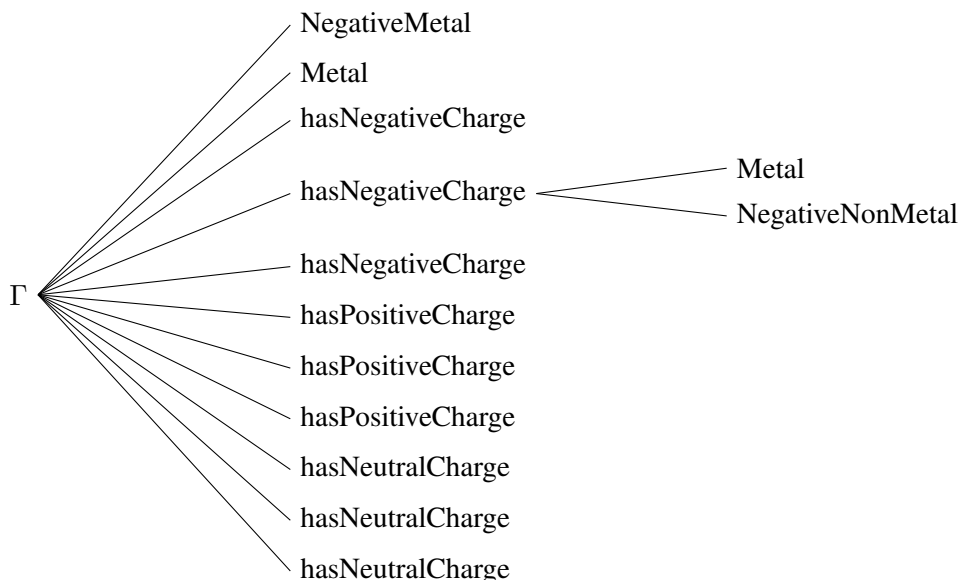 NegativeMetal
Metal
hasNegativeCharge
hasNegativeCharge
Metal
NegativeNonMetal
hasNegativeCharge
Γ
hasPositiveCharge
hasPositiveCharge
hasPositiveCharge
hasNeutralCharge
hasNeutralCharge
hasNeutralCharge